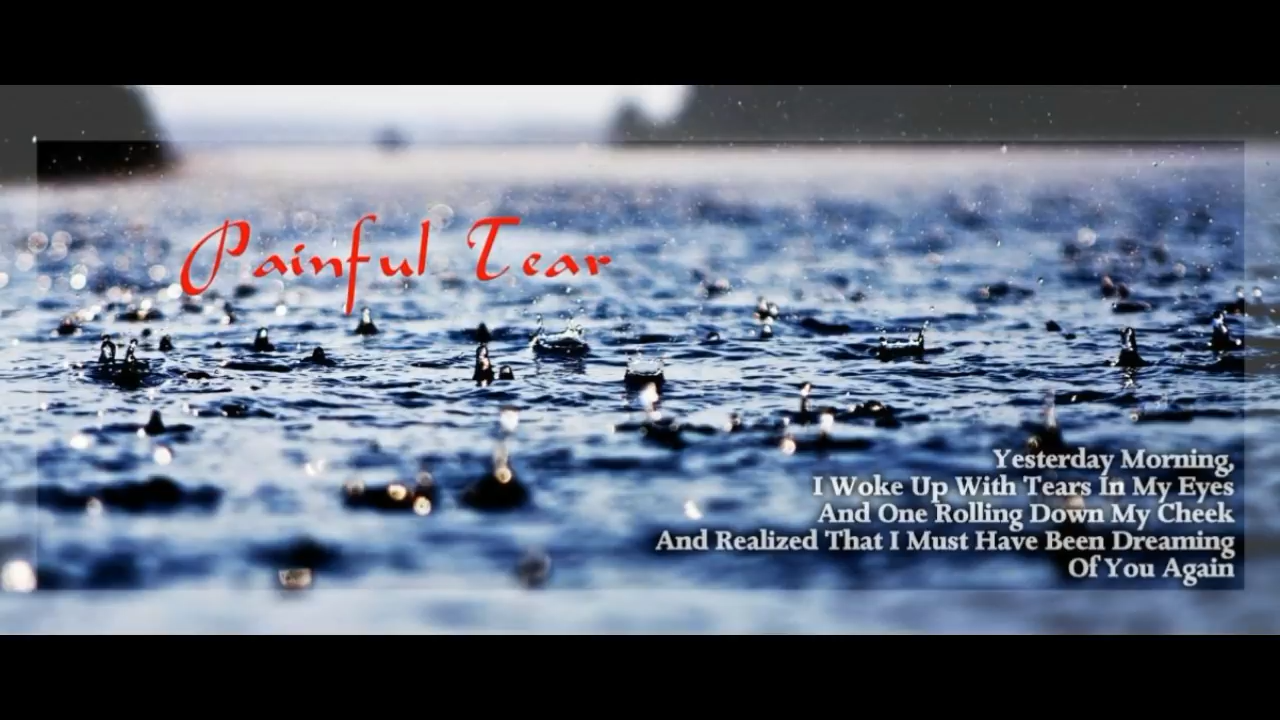 Painful Tear
Yesterday Morning,
I Woke Up With Tears In My Eyes
And One Rolling Down My Cheek
And Realized That I Must Have Been Dreaming
Of You Again